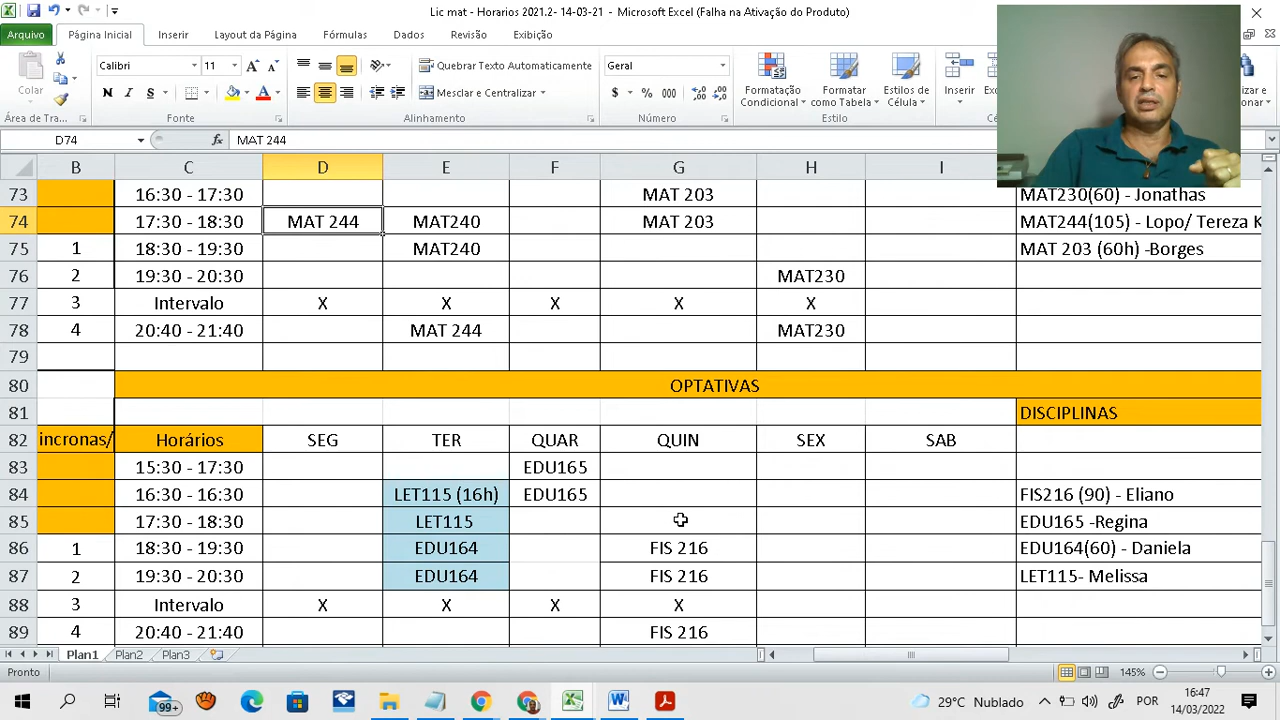 Lic mat - Horarios 2021.2- 14-03-21 - Microsoft Excel (Falha na Ativação do Produto)
Arquivo Página Inicial Inserir Layout da Página Fórmulas Dados Revisão Exibição
Colar
Calibri 11
N I S
Quebrar Texto Automaticamente
Mesclar e Centralizar
Geral
$ % 000
Formatação Condicional
Formatar como Tabela
Estilos de Célula
Inserir
Área de Tra... Fonte Alinhamento Número Estilo
D74 fx MAT 244
B C D E F G H I
73 16:30 - 17:30 MAT 203 MAT230(60) - Jonathas
74 17:30 - 18:30 MAT 244 MAT240 MAT 203 MAT244(105) - Lopo/ Tereza K
75 1 18:30 - 19:30 MAT240 MAT 203 (60h) -Borges
76 2 19:30 - 20:30 MAT230
77 3 Intervalo X X X X X
78 4 20:40 - 21:40 MAT 244 MAT230
79
80 OPTATIVAS
81 DISCIPLINAS
82 incronas/ Horários SEG TER QUAR QUIN SEX SAB
83 15:30 - 17:30 EDU165
84 16:30 - 16:30 LET115 (16h) EDU165 FIS216 (90) - Eliano
85 17:30 - 18:30 LET115 EDU165 -Regina
86 1 18:30 - 19:30 EDU164 FIS 216 EDU164(60) - Daniela
87 2 19:30 - 20:30 EDU164 FIS 216 LET115- Melissa
88 3 Intervalo X X X X
89 4 20:40 - 21:40 FIS 216
Plan1 Plan2 Plan3
Pronto 145%
99+ 29°C Nublado POR 16:47
14/03/2022